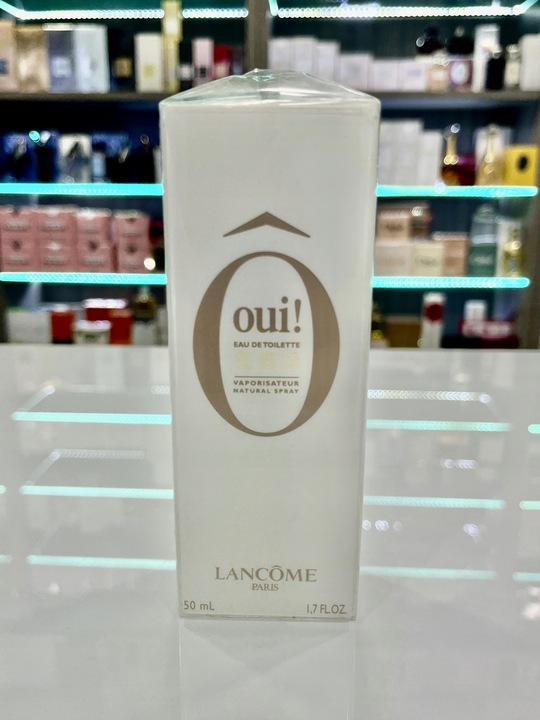 Ô
oui!
EAU DE TOILETTE
VAPORISATEUR
NATURAL SPRAY
LANCÔME
PARIS
50 mL 1,7 FL.OZ.